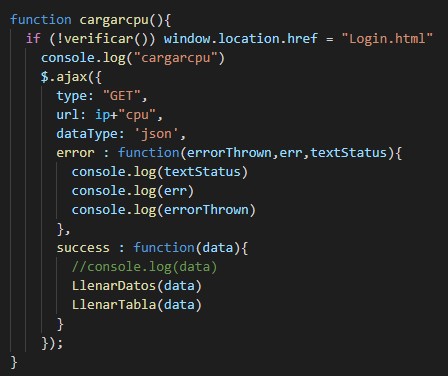 function cargarcpu(){
  if (!verificar()) window.location.href = "Login.html"
    console.log("cargarcpu")
    $.ajax({
      type: "GET",
      url: ip+"cpu",
      dataType: 'json',
      error : function(errorThrown,err,textStatus){
        console.log(textStatus)
        console.log(err)
        console.log(errorThrown)
      },
      success : function(data){
        //console.log(data)
        LlenarDatos(data)
        LlenarTabla(data)
      }
    });
}